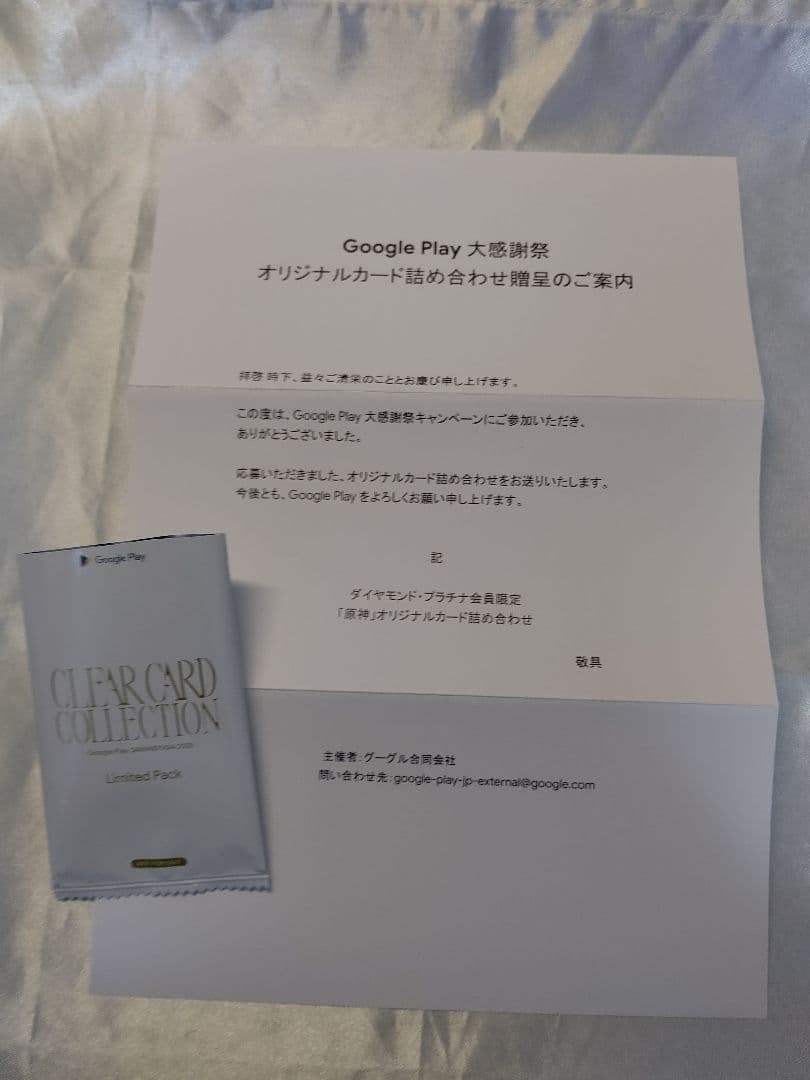 Google Play 大感謝祭
オリジナルカード詰め合わせ贈呈のご案内
拝啓 時下、益々ご清栄のこととお慶び申し上げます。
この度は、Google Play 大感謝祭キャンペーンにご参加いただき、
ありがとうございました。
応募いただきました、オリジナルカード詰め合わせをお送りいたします。
今後とも、Google Play をよろしくお願い申し上げます。
記
ダイヤモンド・プラチナ会員限定
「原神」オリジナルカード詰め合わせ
敬具
主催者：グーグル合同会社
問い合わせ先：google-play-jp-external@google.com
Google Play
CLEAR CARD
COLLECTION
Google Play
Limited Pack